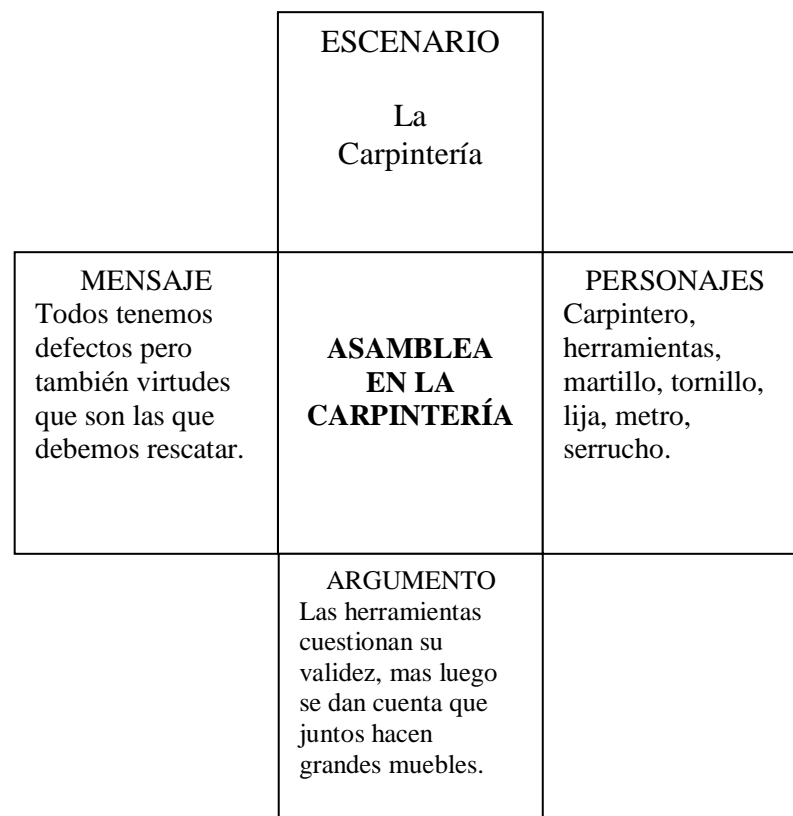 ESCENARIO
La
Carpintería
MENSAJE
Todos tenemos
defectos pero
también virtudes
que son las que
debemos rescatar.
ASAMBLEA
EN LA
CARPINTERÍA
PERSONAJES
Carpintero,
herramientas,
martillo, tornillo,
lija, metro,
serrucho.
ARGUMENTO
Las herramientas
cuestionan su
validez, mas luego
se dan cuenta que
juntos hacen
grandes muebles.